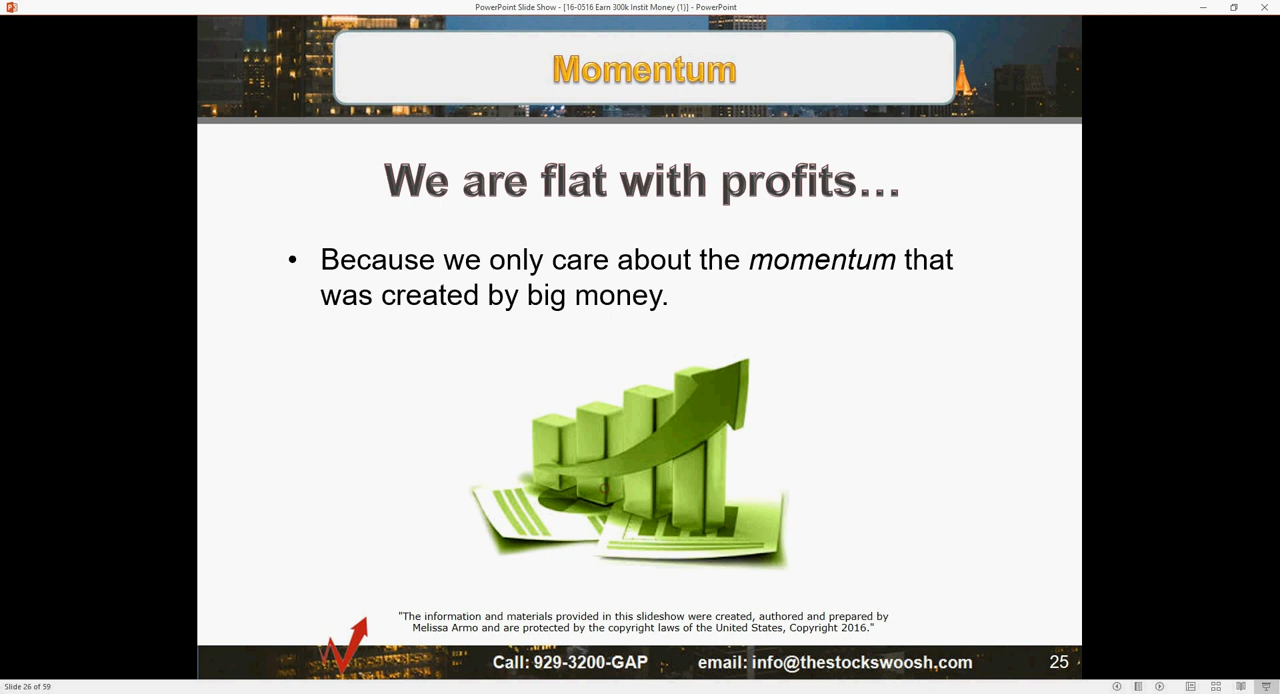 PowerPoint Slide Show - [16-0516 Earn 300k Instit Money (1)] - PowerPoint
Momentum
We are flat with profits…
• Because we only care about the momentum that
was created by big money.
"The information and materials provided in this slideshow were created, authored and prepared by
Melissa Armo and are protected by the copyright laws of the United States, Copyright 2016."
Call: 929-3200-GAP email: info@thestockswoosh.com 25
Slide 26 of 59